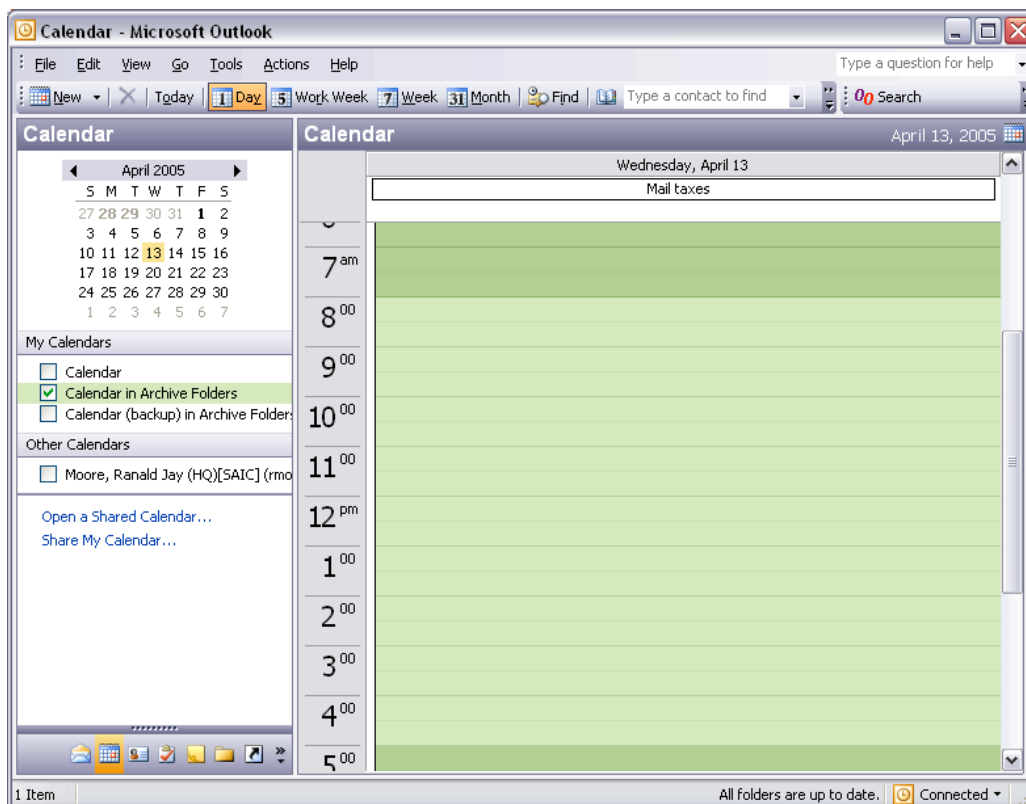 Calendar - Microsoft Outlook
File Edit View Go Tools Actions Help Type a question for help
New Today 1 Day 5 Work Week 7 Week 31 Month Find Type a contact to find Search
Calendar
April 2005
S M T W T F S
27 28 29 30 31 1 2
3 4 5 6 7 8 9
10 11 12 13 14 15 16
17 18 19 20 21 22 23
24 25 26 27 28 29 30
1 2 3 4 5 6 7
My Calendars
Calendar
Calendar in Archive Folders
Calendar (backup) in Archive Folders
Other Calendars
Moore, Ranald Jay (HQ)[SAIC] (rmo
Open a Shared Calendar...
Share My Calendar...
Calendar April 13, 2005
Wednesday, April 13
Mail taxes
7 am
8 00
9 00
10 00
11 00
12 pm
1 00
2 00
3 00
4 00
5 00
1 Item All folders are up to date. Connected